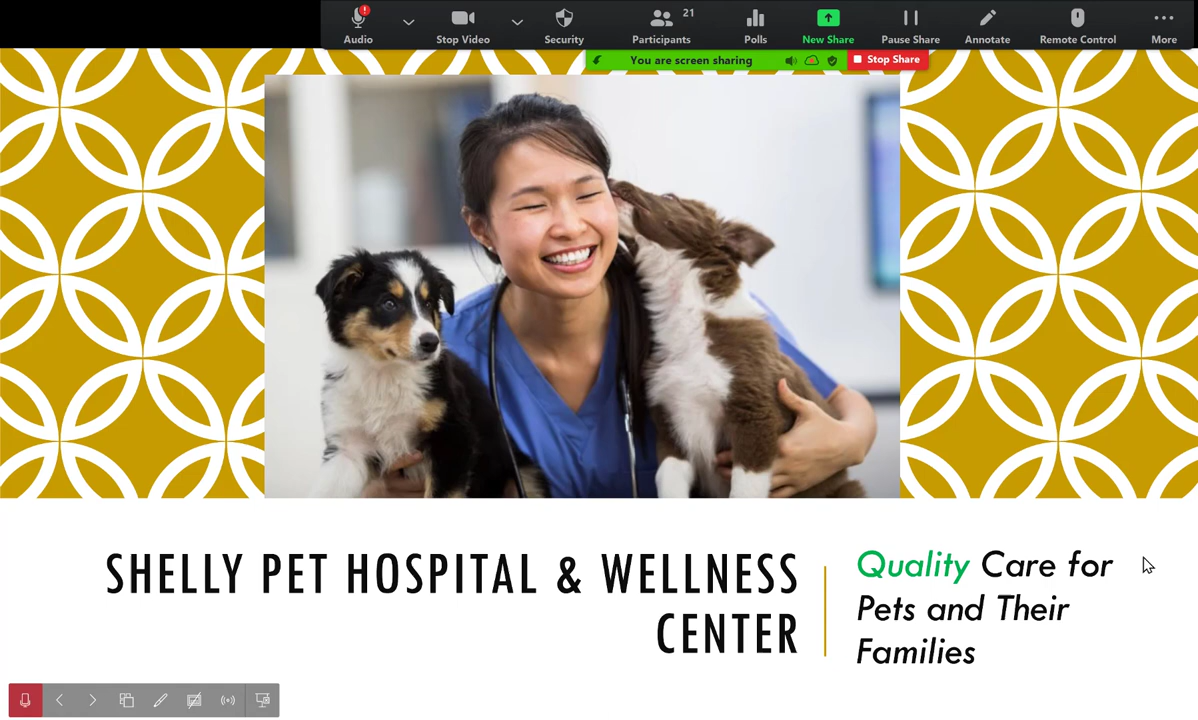 Audio
Stop Video
Security
Participants 21
Polls
New Share
Pause Share
Annotate
Remote Control
More
You are screen sharing
Stop Share
SHELLY PET HOSPITAL & WELLNESS
CENTER
Quality Care for
Pets and Their
Families